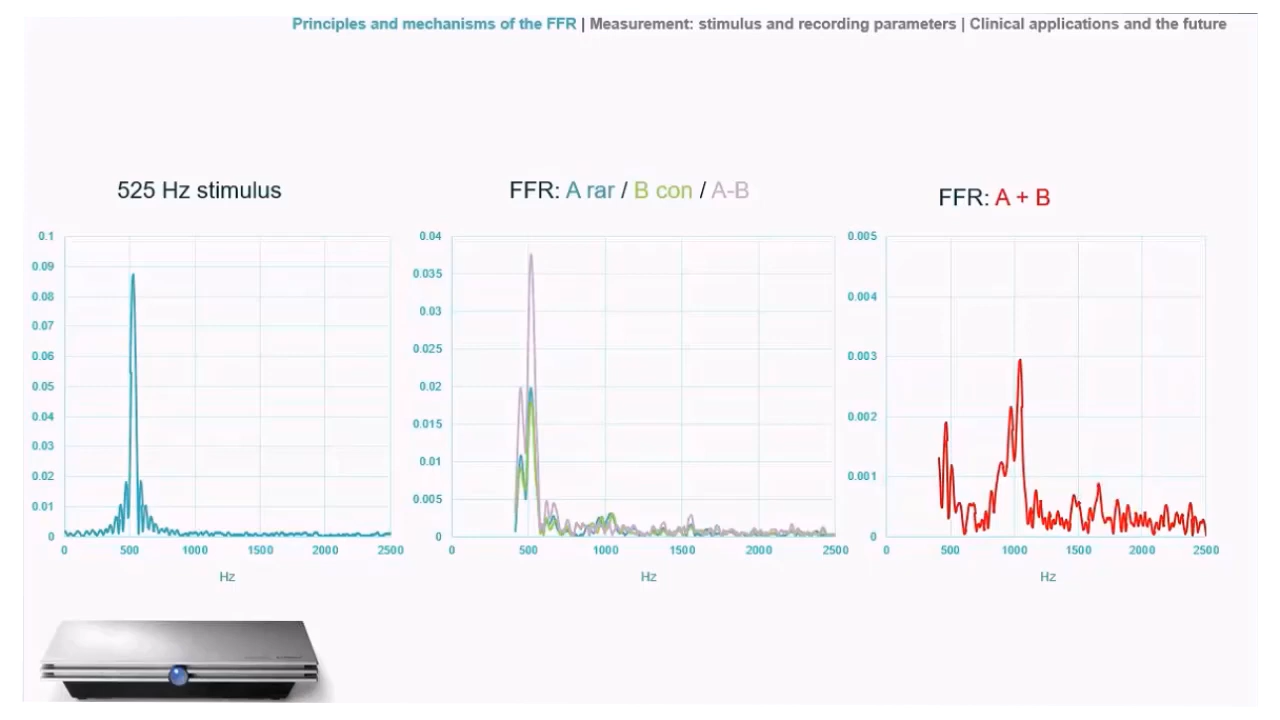 Principles and mechanisms of the FFR | Measurement: stimulus and recording parameters | Clinical applications and the future
525 Hz stimulus
0.1
0.09
0.08
0.07
0.06
0.05
0.04
0.03
0.02
0.01
0
0 500 1000 1500 2000 2500
Hz
FFR: A rar / B con / A-B
0.04
0.035
0.03
0.025
0.02
0.015
0.01
0.005
0
0 500 1000 1500 2000 2500
Hz
FFR: A + B
0.005
0.004
0.003
0.002
0.001
0
0 500 1000 1500 2000 2500
Hz